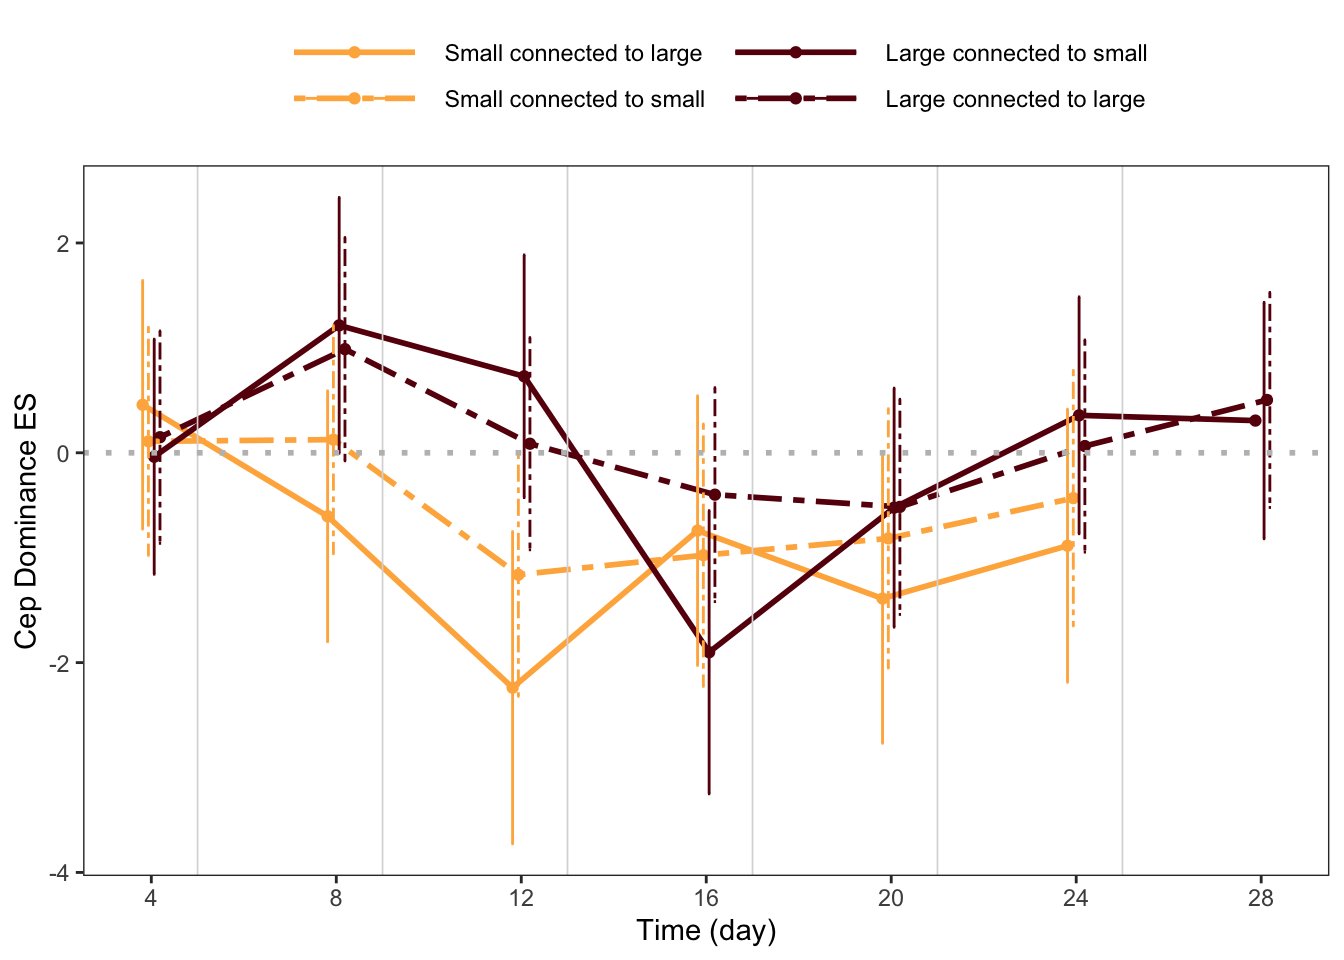 Small connected to large
Large connected to small
Small connected to small
Large connected to large
Cep Dominance ES
2
0
-2
-4
4
8
12
16
20
24
28
Time (day)